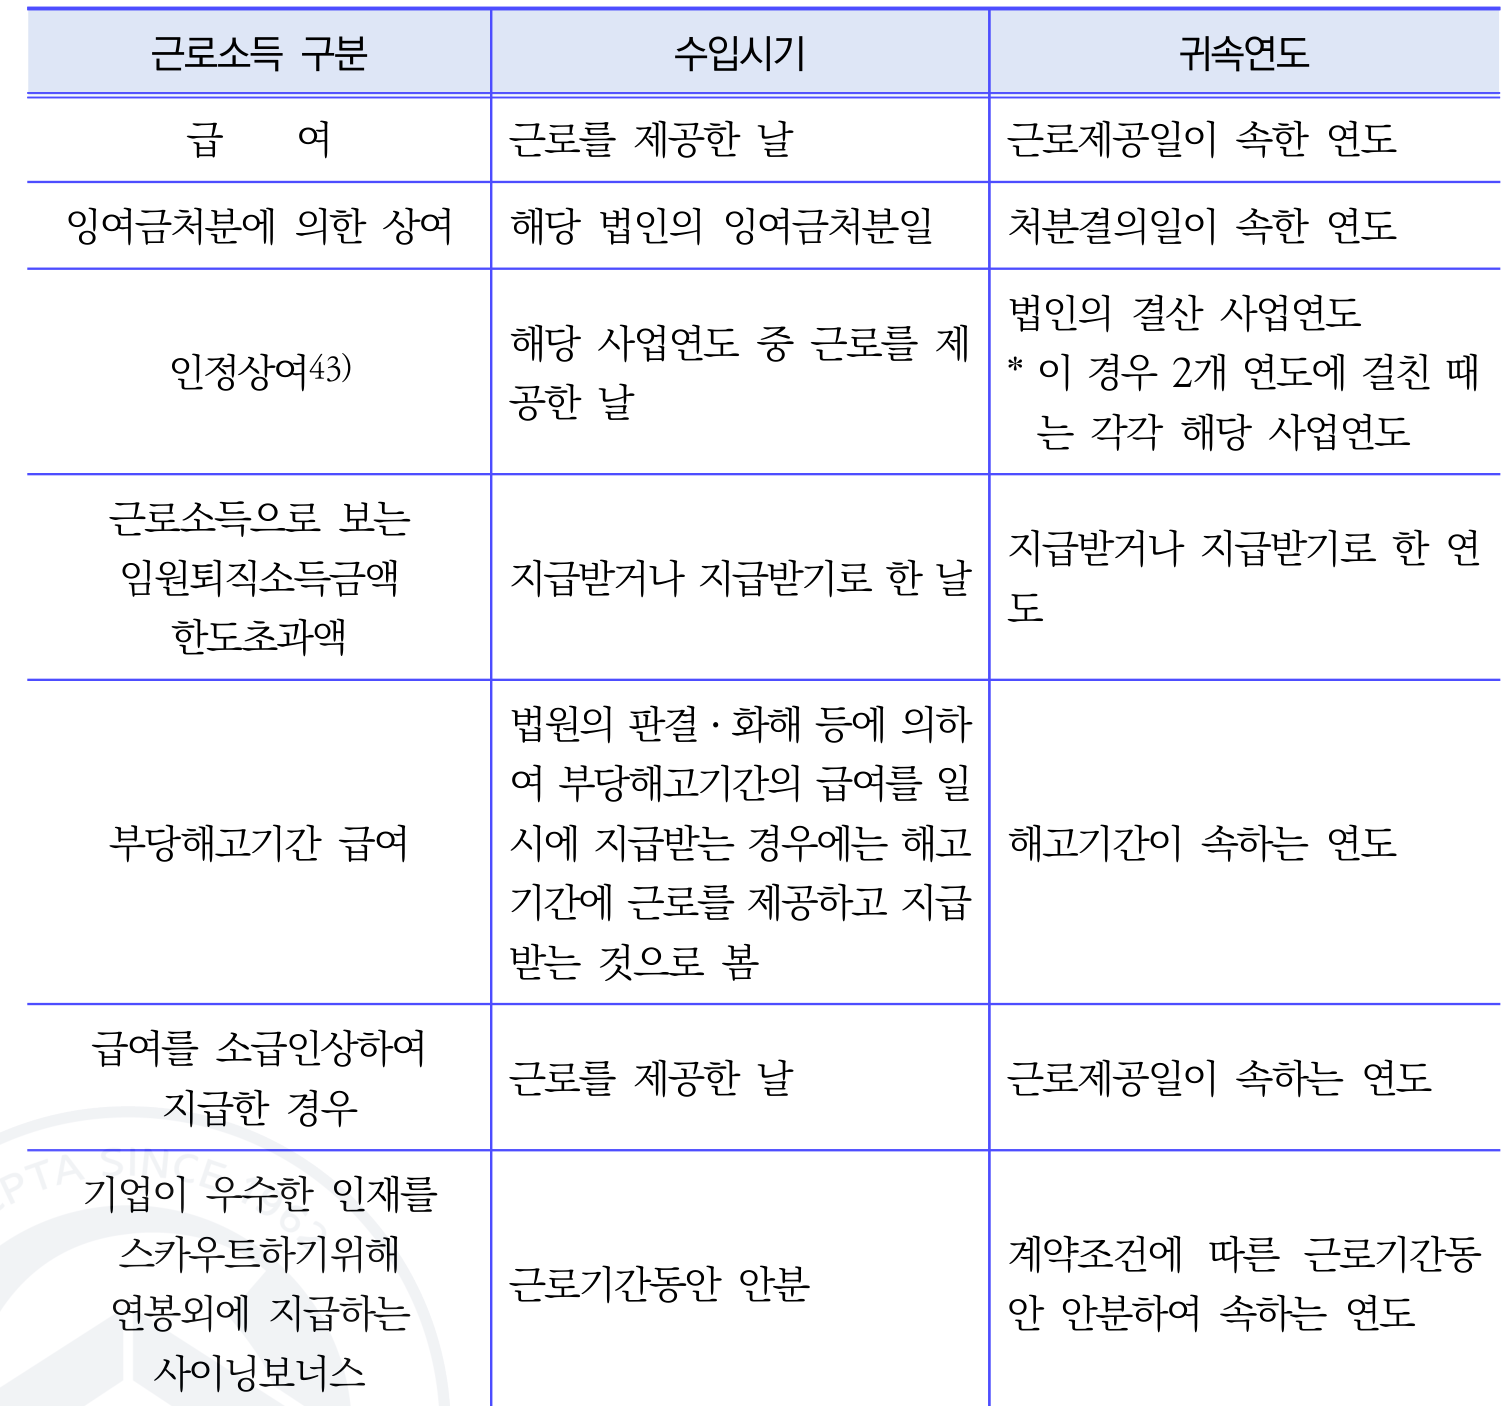 근로소득 구분 수입시기 귀속연도
급 여 근로를 제공한 날 근로제공일이 속한 연도
잉여금처분에 의한 상여 해당 법인의 잉여금처분일 처분결의일이 속한 연도
인정상여43)
해당 사업연도 중 근로를 제
공한 날
법인의 결산 사업연도
* 이 경우 2개 연도에 걸친 때
는 각각 해당 사업연도
근로소득으로 보는
임원퇴직소득금액
한도초과액
지급받거나 지급받기로 한 날
지급받거나 지급받기로 한 연
도
부당해고기간 급여
법원의 판결·화해 등에 의하
여 부당해고기간의 급여를 일
시에 지급받는 경우에는 해고
기간에 근로를 제공하고 지급
받는 것으로 봄
해고기간이 속하는 연도
급여를 소급인상하여
지급한 경우
근로를 제공한 날
근로제공일이 속하는 연도
기업이 우수한 인재를
스카우트하기위해
연봉외에 지급하는
사이닝보너스
근로기간동안 안분
계약조건에 따른 근로기간동
안 안분하여 속하는 연도
PTA SINCE 1962